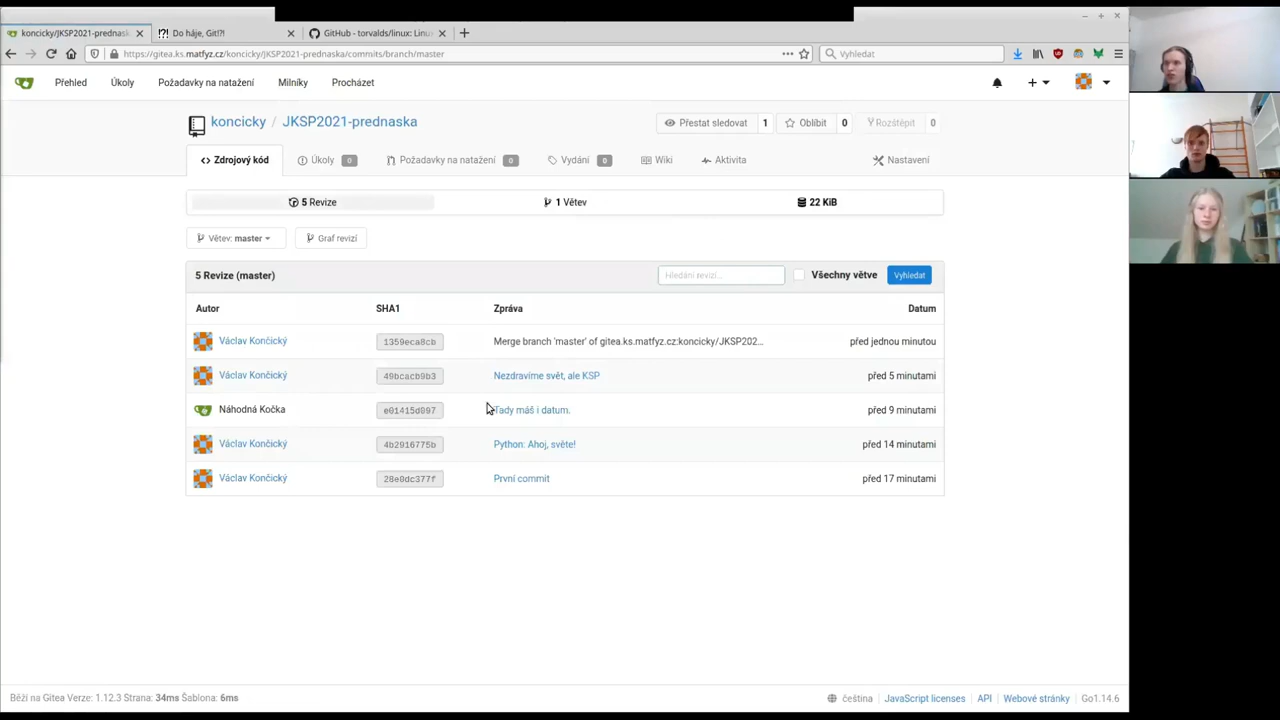 koncicky/JKSP2021-prednask
Do háje, Git!?!
GitHub - torvalds/linux: Linu
https://gitea.ks.matfyz.cz/koncicky/JKSP2021-prednaska/commits/branch/master
Vyhledat
Přehled Úkoly Požadavky na natažení Milníky Procházet
koncicky / JKSP2021-prednaska
Přestat sledovat 1 Oblíbit 0 Rozštěpit 0
Zdrojový kód Úkoly 0 Požadavky na natažení 0 Vydání 0 Wiki Aktivita Nastavení
5 Revize 1 Větev 22 KiB
Větev: master Graf revizí
5 Revize (master) Hledání revizí... Všechny větve Vyhledat
Autor SHA1 Zpráva Datum
Václav Končický 1359eca8cb Merge branch 'master' of gitea.ks.matfyz.cz:koncicky/JKSP202... před jednou minutou
Václav Končický 49bcacb9b3 Nezdravíme svět, ale KSP před 5 minutami
Náhodná Kočka e01415d097 Tady máš i datum. před 9 minutami
Václav Končický 4b2916775b Python: Ahoj, světe! před 14 minutami
Václav Končický 28e0dc377f První commit před 17 minutami
Běží na Gitea Verze: 1.12.3 Strana: 34ms Šablona: 6ms
čeština JavaScript licenses API Webové stránky Go1.14.6